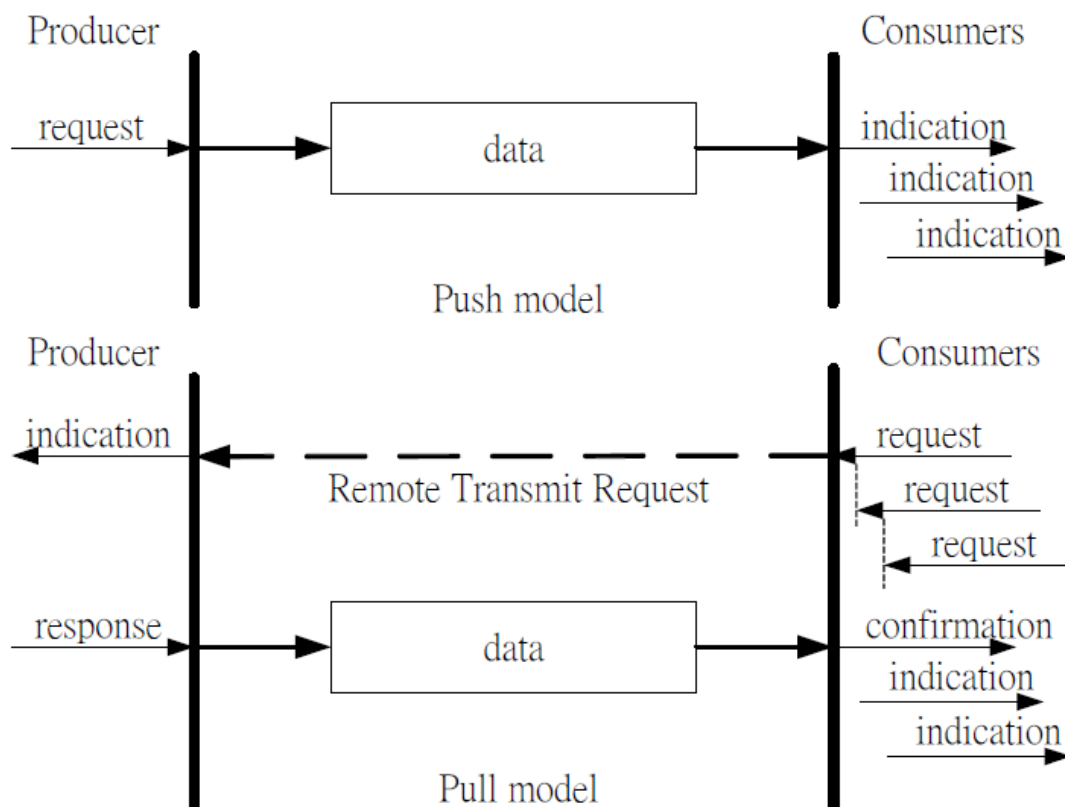 Producer
Consumers
request
data
indication
indication
indication
Push model
Producer
Consumers
indication
request
Remote Transmit Request
request
request
response
data
confirmation
indication
indication
Pull model